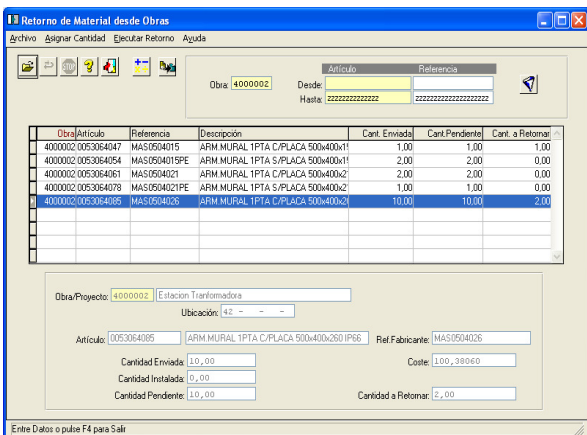 Retorno de Material desde Obras
Archivo Asignar Cantidad Ejecutar Retorno Ayuda
STOP
Artículo Referencia
Obra: 4000002 Desde:
Hasta: zzzzzzzzzzzzzz zzzzzzzzzzzzzzzzzzzz
Obra Artículo Referencia Descripción Cant. Enviada Cant.Pendiente Cant. a Retornar
4000002 0053064047 MAS0504015 ARM.MURAL 1PTA C/PLACA 500x400x15 1,00 1,00 1,00
4000002 0053064054 MAS0504015PE ARM.MURAL 1PTA S/PLACA 500x400x15 2,00 2,00 0,00
4000002 0053064061 MAS0504021 ARM.MURAL 1PTA C/PLACA 500x400x21 2,00 2,00 0,00
4000002 0053064078 MAS0504021PE ARM.MURAL 1PTA S/PLACA 500x400x21 1,00 1,00 0,00
4000002 0053064085 MAS0504026 ARM.MURAL 1PTA C/PLACA 500x400x26 10,00 10,00 2,00
Obra/Proyecto: 4000002 Estacion Tranformadora
Ubicación: 42 - - -
Artículo: 0053064085 ARM.MURAL 1PTA C/PLACA 500x400x260 IP66 Ref.Fabricante: MAS0504026
Cantidad Enviada: 10,00 Coste: 100,38060
Cantidad Instalada: 0,00
Cantidad Pendiente: 10,00 Cantidad a Retornar: 2,00
Entre Datos o pulse F4 para Salir